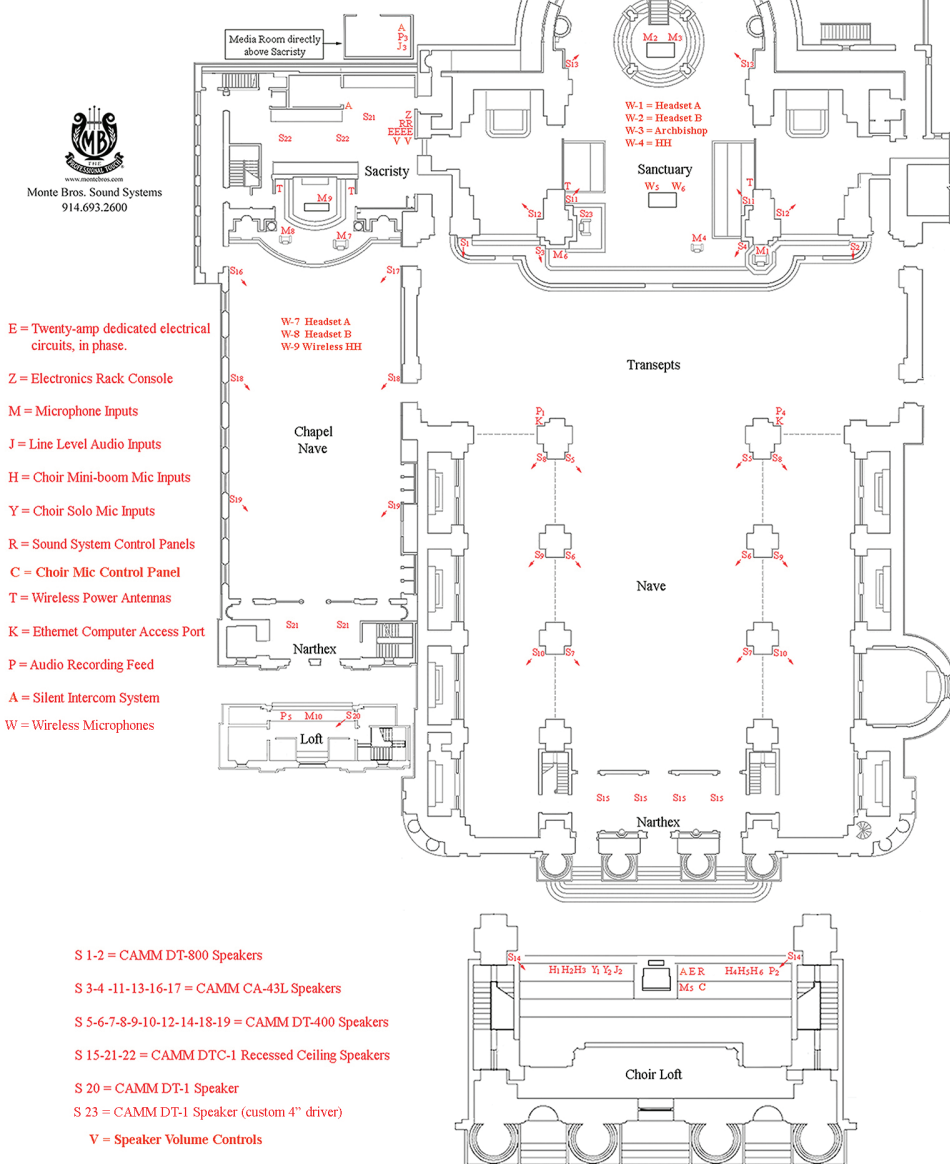 Media Room directly
above Sacristy
A
P3
J3
M2 M3
S13 S13
MB
THE
PROFESSIONAL TOUCH
www.montebros.com
Monte Bros. Sound Systems
914.693.2600
A
S21
Z
RR
EEEE
V V
S22 S22
Sacristy
W-1 = Headset A
W-2 = Headset B
W-3 = Archbishop
W-4 = HH
Sanctuary
T T
M9
T T
W5 W6
S11 S11
S12 S23 S12
M8 M7
M4
S1 S3 M6 S4 M1 S2
S16 S17
W-7 Headset A
W-8 Headset B
W-9 Wireless HH
Transepts
S18 S18
Chapel
Nave
P1 P4
K K
S8 S5 S5 S8
S19 S19
S9 S6 S6 S9
Nave
S21 S21
Narthex
S10 S7 S7 S10
P5 M10 S20
Loft
S15 S15 S15 S15
Narthex
E = Twenty-amp dedicated electrical
circuits, in phase.
Z = Electronics Rack Console
M = Microphone Inputs
J = Line Level Audio Inputs
H = Choir Mini-boom Mic Inputs
Y = Choir Solo Mic Inputs
R = Sound System Control Panels
C = Choir Mic Control Panel
T = Wireless Power Antennas
K = Ethernet Computer Access Port
P = Audio Recording Feed
A = Silent Intercom System
W = Wireless Microphones
S 1-2 = CAMM DT-800 Speakers
S 3-4 -11-13-16-17 = CAMM CA-43L Speakers
S 5-6-7-8-9-10-12-14-18-19 = CAMM DT-400 Speakers
S 15-21-22 = CAMM DTC-1 Recessed Ceiling Speakers
S 20 = CAMM DT-1 Speaker
S 23 = CAMM DT-1 Speaker (custom 4” driver)
V = Speaker Volume Controls
S14 S14
H1 H2 H3 Y1 Y2 J2 A E R H4 H5 H6 P2
M5 C
Choir Loft